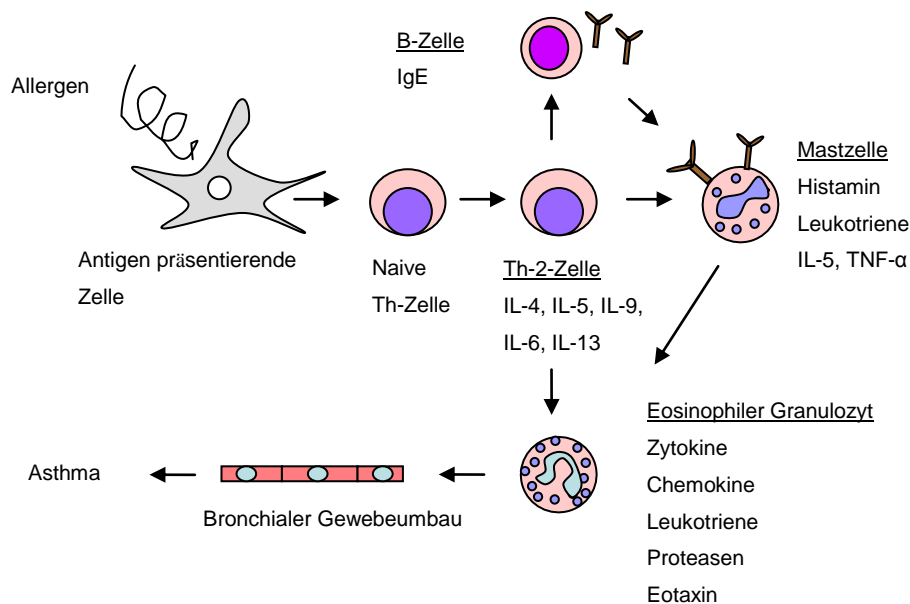 B-Zelle
IgE
Allergen
Mastzelle
Histamin
Leukotriene
IL-5, TNF-α
Antigen präsentierende
Zelle
Naive
Th-Zelle
Th-2-Zelle
IL-4, IL-5, IL-9,
IL-6, IL-13
Eosinophiler Granulozyt
Zytokine
Chemokine
Leukotriene
Proteasen
Eotaxin
Asthma
Bronchialer Gewebeumbau